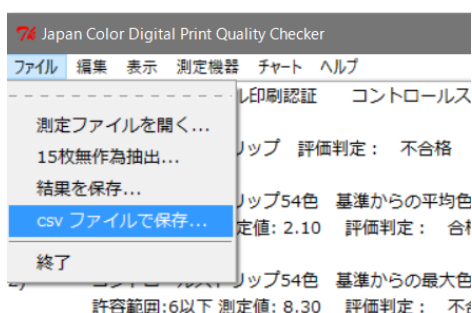 76 Japan Color Digital Print Quality Checker
ファイル 編集 表示 測定機器 チャート ヘルプ
ル印刷認証 コントロールス
測定ファイルを開く...
リップ 評価判定： 不合格
15枚無作為抽出...
結果を保存...
リップ54色 基準からの平均色
csv ファイルで保存...
定値: 2.10 評価判定：
終了
リップ54色 基準からの最大色
許容範囲:6以下 測定値: 8.30 評価判定：